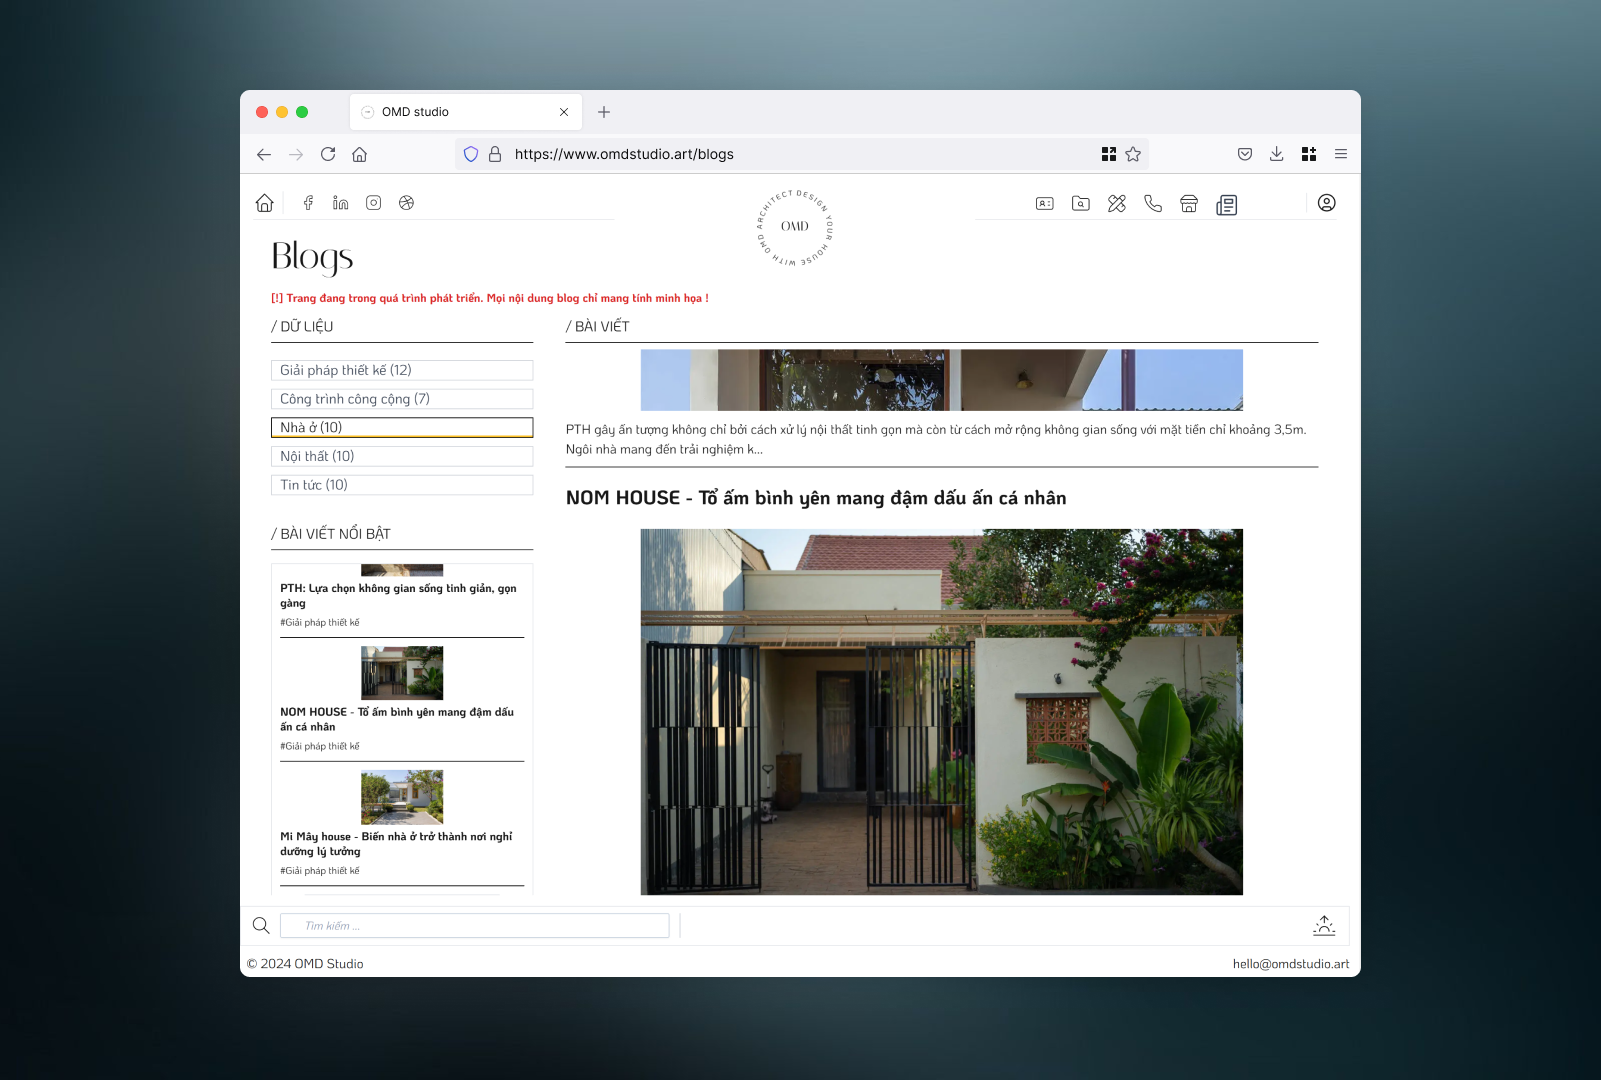 OMD studio
https://www.omdstudio.art/blogs
OMD ARCHITECT DESIGN YOUR HOUSE WITH
OMD
Blogs
[!] Trang đang trong quá trình phát triển. Mọi nội dung blog chỉ mang tính minh họa !
/ DỮ LIỆU
Giải pháp thiết kế (12)
Công trình công cộng (7)
Nhà ở (10)
Nội thất (10)
Tin tức (10)
/ BÀI VIẾT NỔI BẬT
PTH: Lựa chọn không gian sống tinh giản, gọn
gàng
#Giải pháp thiết kế
NOM HOUSE - Tổ ấm bình yên mang đậm dấu
ấn cá nhân
#Giải pháp thiết kế
Mi Mây house - Biến nhà ở trở thành nơi nghỉ
dưỡng lý tưởng
#Giải pháp thiết kế
/ BÀI VIẾT
PTH gây ấn tượng không chỉ bởi cách xử lý nội thất tinh gọn mà còn từ cách mở rộng không gian sống với mặt tiền chỉ khoảng 3,5m.
Ngôi nhà mang đến trải nghiệm k...
NOM HOUSE - Tổ ấm bình yên mang đậm dấu ấn cá nhân
Tìm kiếm ...
© 2024 OMD Studio
hello@omdstudio.art